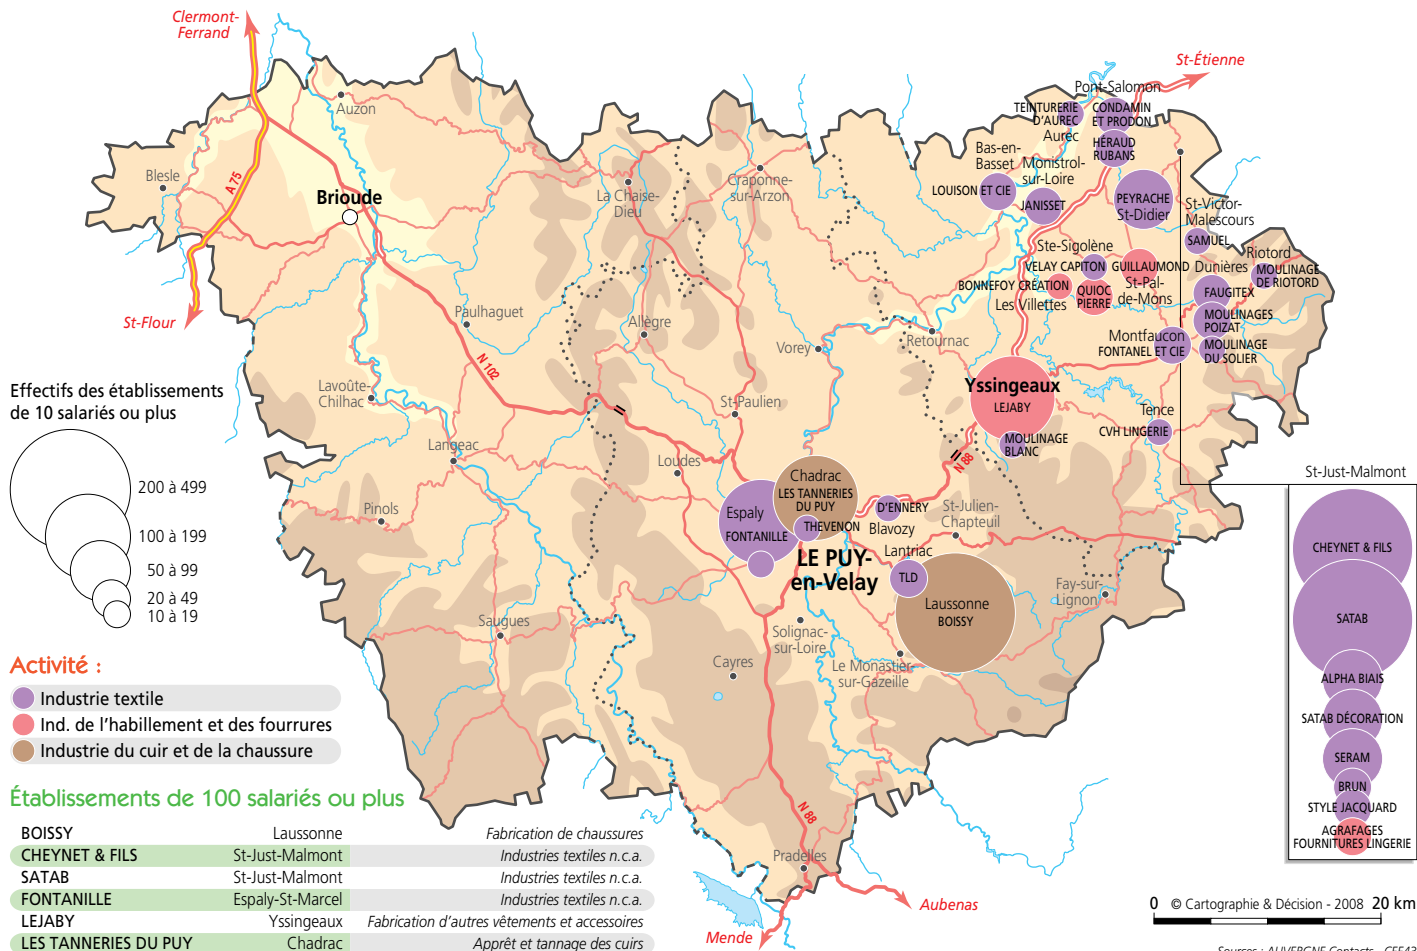 Clermont-
Ferrand
St-Étienne
Pont-Salomon
TEINTURERIE
D'AUREC
Aurec
CONDAMIN
ET PRODON
HÉRAUD
RUBANS
Auzon
Bas-en-
Basset
Monistrol-
sur-Loire
LOUISON ET CIE
JANISSET
PEYRACHE
St-Didier
St-Victor-
Malescours
SAMUEL
Blesle
A 75
Brioude
La Chaise-
Dieu
Craponne-
sur-Arzon
Ste-Sigolène
VELAY CAPITON
GUILLAUMOND
St-Pal-
de-Mons
Dunières
Riotord
MOULINAGE
DE RIOTORD
BONNEFOY CRÉATION
Les Villettes
QUIOC
PIERRE
FAUGITEX
MOULINAGES
POIZAT
MOULINAGE
DU SOLIER
Montfaucon
FONTANEL ET CIE
St-Flour
Paulhaguet
N 102
Allègre
Vorey
Retournac
Yssingeaux
LEJABY
MOULINAGE
BLANC
Tence
CVH LINGERIE
Lavoûte-
Chilhac
Langeac
St-Paulien
Loudes
N 88
Pinols
Chadrac
LES TANNERIES
DU PUY
Espaly
FONTANILLE
THEVENON
D'ENNERY
Blavozy
St-Julien-
Chapteuil
LE PUY-
en-Velay
Lantriac
TLD
Laussonne
BOISSY
Fay-sur-
Lignon
Saugues
Solignac-
sur-Loire
Cayres
Le Monastier-
sur-Gazeille
N 88
Pradelles
Aubenas
Mende
St-Just-Malmont
CHEYNET & FILS
SATAB
ALPHA BIAIS
SATAB DÉCORATION
SERAM
BRUN
STYLE JACQUARD
AGRAFAGES
FOURNITURES LINGERIE
Effectifs des établissements
de 10 salariés ou plus
200 à 499
100 à 199
50 à 99
20 à 49
10 à 19
Activité :
Industrie textile
Ind. de l'habillement et des fourrures
Industrie du cuir et de la chaussure
Établissements de 100 salariés ou plus
BOISSY Laussonne Fabrication de chaussures
CHEYNET & FILS St-Just-Malmont Industries textiles n.c.a.
SATAB St-Just-Malmont Industries textiles n.c.a.
FONTANILLE Espaly-St-Marcel Industries textiles n.c.a.
LEJABY Yssingeaux Fabrication d'autres vêtements et accessoires
LES TANNERIES DU PUY Chadrac Apprêt et tannage des cuirs
0 © Cartographie & Décision - 2008 20 km
Sources : AUVERGNE Contacts - CFE43